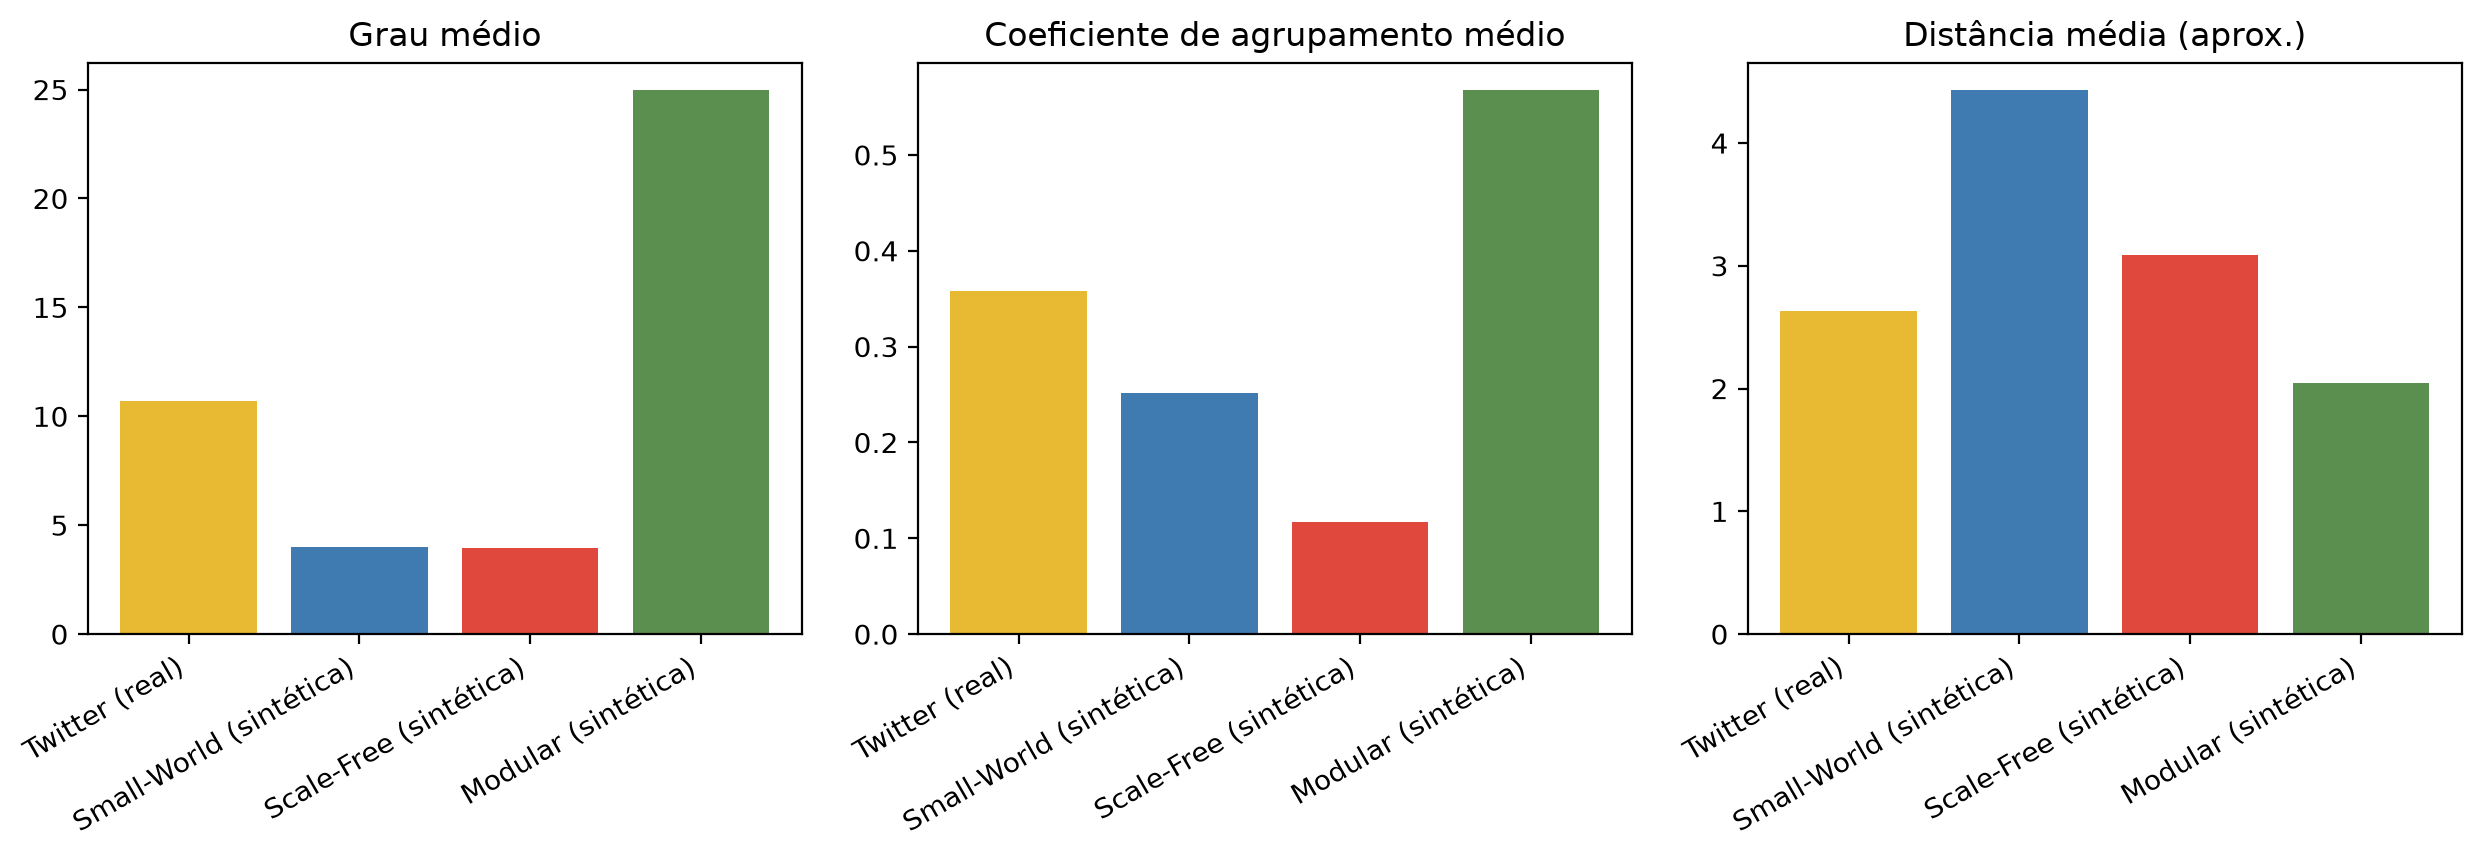 Grau médio
25
20
15
10
5
0
Twitter (real)
Small-World (sintética)
Scale-Free (sintética)
Modular (sintética)
Coeficiente de agrupamento médio
0.5
0.4
0.3
0.2
0.1
0.0
Twitter (real)
Small-World (sintética)
Scale-Free (sintética)
Modular (sintética)
Distância média (aprox.)
4
3
2
1
0
Twitter (real)
Small-World (sintética)
Scale-Free (sintética)
Modular (sintética)